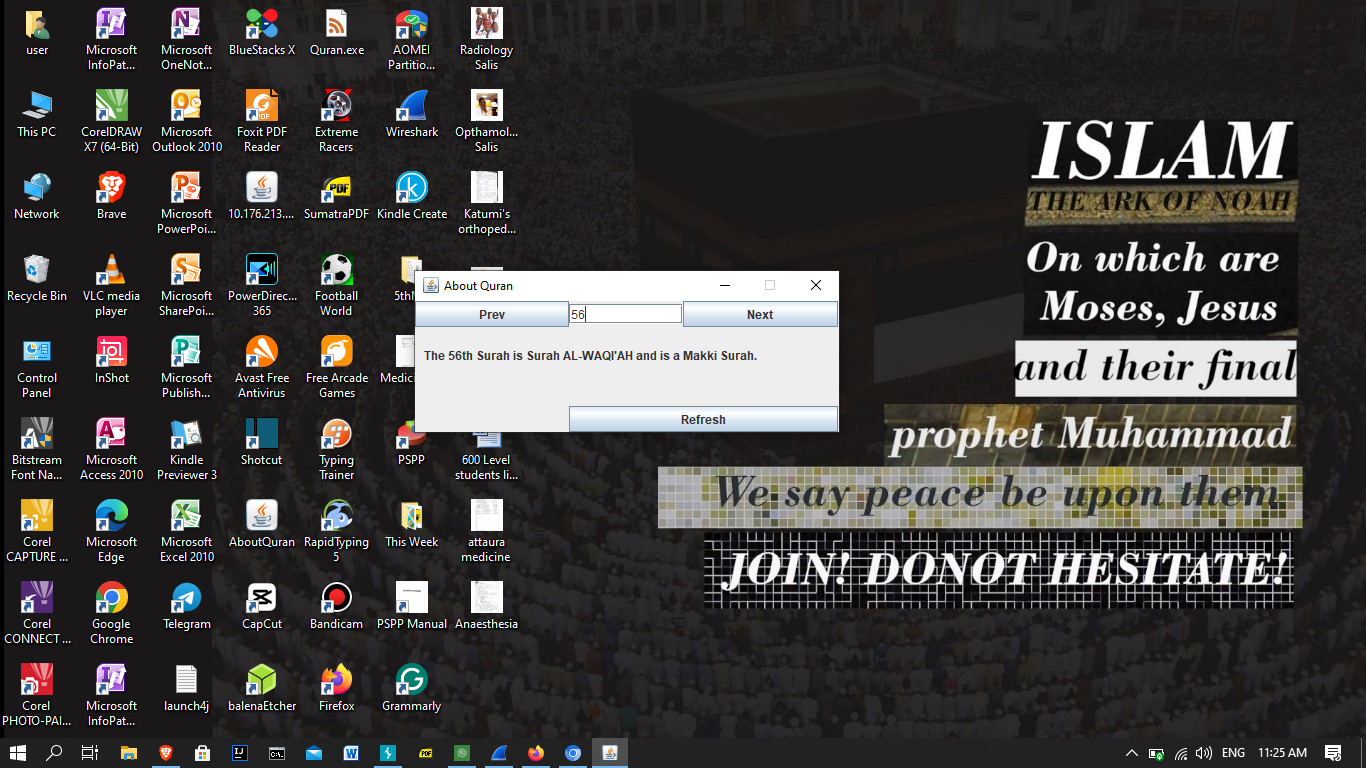 user
Microsoft
InfoPat...
Microsoft
OneNot...
BlueStacks X
Quran.exe
AOMEI
Partitio...
Radiology
Salis
This PC
CorelDRAW
X7 (64-Bit)
Microsoft
Outlook 2010
Foxit PDF
Reader
Extreme
Racers
Wireshark
Opthamol...
Salis
Network
Brave
Microsoft
PowerPoi...
10.176.213....
SumatraPDF
Kindle Create
Katumi's
orthoped...
Recycle Bin
VLC media
player
Microsoft
SharePoi...
PowerDirec...
365
Football
World
Control
Panel
InShot
Microsoft
Publish...
Avast Free
Antivirus
Free Arcade
Games
Bitstream
Font Na...
Microsoft
Access 2010
Kindle
Previewer 3
Shotcut
Typing
Trainer
PSPP
600 Level
students li...
Corel
CAPTURE ...
Microsoft
Edge
Microsoft
Excel 2010
AboutQuran
RapidTyping
5
This Week
attaura
medicine
Corel
CONNECT ...
Google
Chrome
Telegram
CapCut
Bandicam
PSPP Manual
Anaesthesia
Corel
PHOTO-PAI...
Microsoft
InfoPat...
launch4j
balenaEtcher
Firefox
Grammarly
About Quran
Prev
56
Next
The 56th Surah is Surah AL-WAQI'AH and is a Makki Surah.
Refresh
ISLAM
THE ARK OF NOAH
On which are
Moses, Jesus
and their final
prophet Muhammad
We say peace be upon them
JOIN! DONOT HESITATE!
ENG
11:25 AM